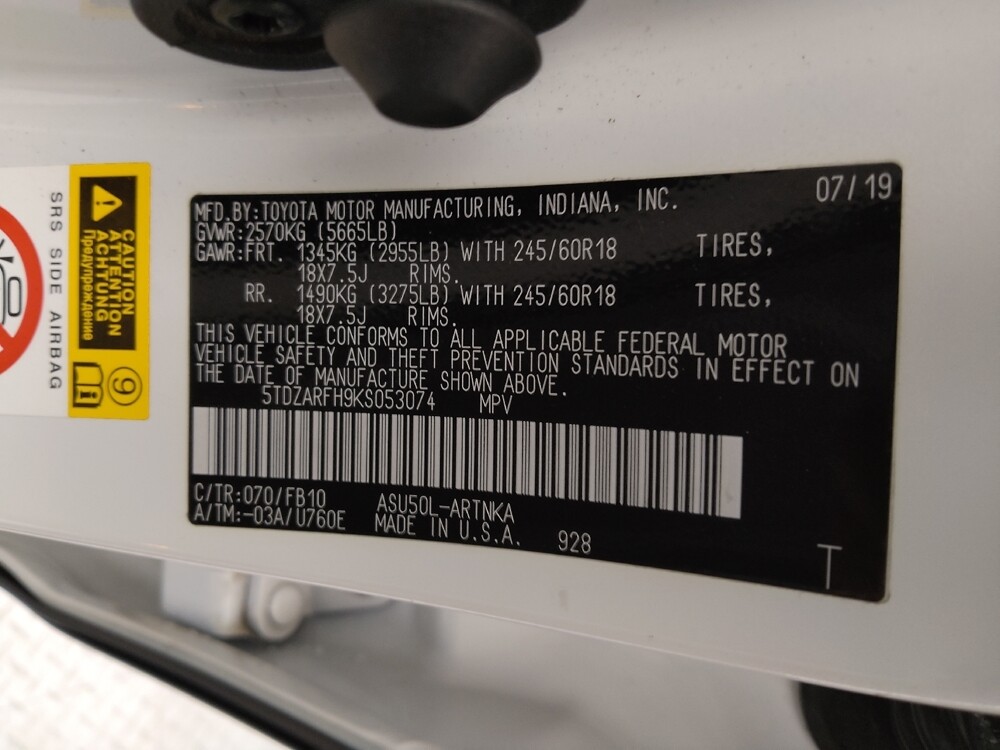 07/19
MFD.BY:TOYOTA MOTOR MANUFACTURING, INDIANA, INC.
GVWR:2570KG (5665LB)
GAWR:FRT. 1345KG (2955LB) WITH 245/60R18 TIRES,
18X7.5J RIMS.
RR. 1490KG (3275LB) WITH 245/60R18 TIRES,
18X7.5J RIMS.
THIS VEHICLE CONFORMS TO ALL APPLICABLE FEDERAL MOTOR
VEHICLE SAFETY AND THEFT PREVENTION STANDARDS IN EFFECT ON
THE DATE OF MANUFACTURE SHOWN ABOVE.
5TDZARFH9KS053074 MPV
C/TR:070/FB10 ASU50L-ARTNKA
A/TM:-03A/U760E MADE IN U.S.A. 928
T
CAUTION
ATTENTION
ACHTUNG
Предупреждение
9
SRS SIDE AIRBAG